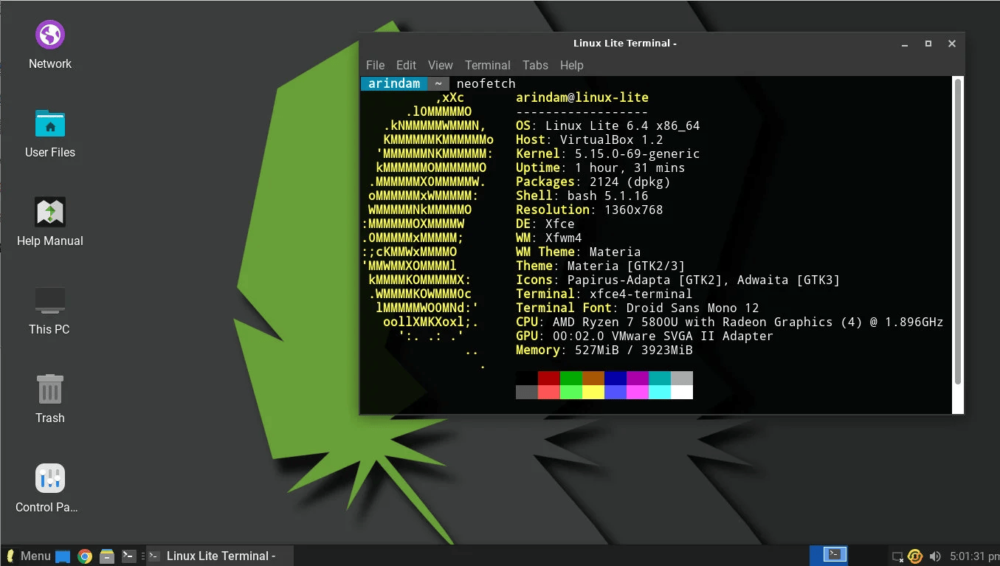 Network
User Files
Help Manual
This PC
Trash
Control Pa...
Linux Lite Terminal -
File Edit View Terminal Tabs Help
arindam ~ neofetch
,xXc arindam@linux-lite
.l0MMMMMO ------------------
.kNMMMMMWMMMN, OS: Linux Lite 6.4 x86_64
KMMMMMMKMMMMMMo Host: VirtualBox 1.2
'MMMMMMNKMMMMMM: Kernel: 5.15.0-69-generic
kMMMMMMOMMMMMMO Uptime: 1 hour, 31 mins
.MMMMMMX0MMMMMW. Packages: 2124 (dpkg)
oMMMMMMxWMMMMM: Shell: bash 5.1.16
WMMMMMNkMMMMMO Resolution: 1360x768
:MMMMMMOXMMMMW DE: Xfce
.0MMMMMxMMMMM; WM: Xfwm4
:;cKMMWxMMMMO WM Theme: Materia
'MMWMMXOMMMMl Theme: Materia [GTK2/3]
kMMMMKOMMMMMX: Icons: Papirus-Adapta [GTK2], Adwaita [GTK3]
.WMMMMKOWMMM0c Terminal: xfce4-terminal
lMMMMMWO0MNd:' Terminal Font: Droid Sans Mono 12
oollXMKXoxl;. CPU: AMD Ryzen 7 5800U with Radeon Graphics (4) @ 1.896GHz
':. .: .' GPU: 00:02.0 VMware SVGA II Adapter
.. Memory: 527MiB / 3923MiB
.
Menu Linux Lite Terminal - 5:01:31 pm